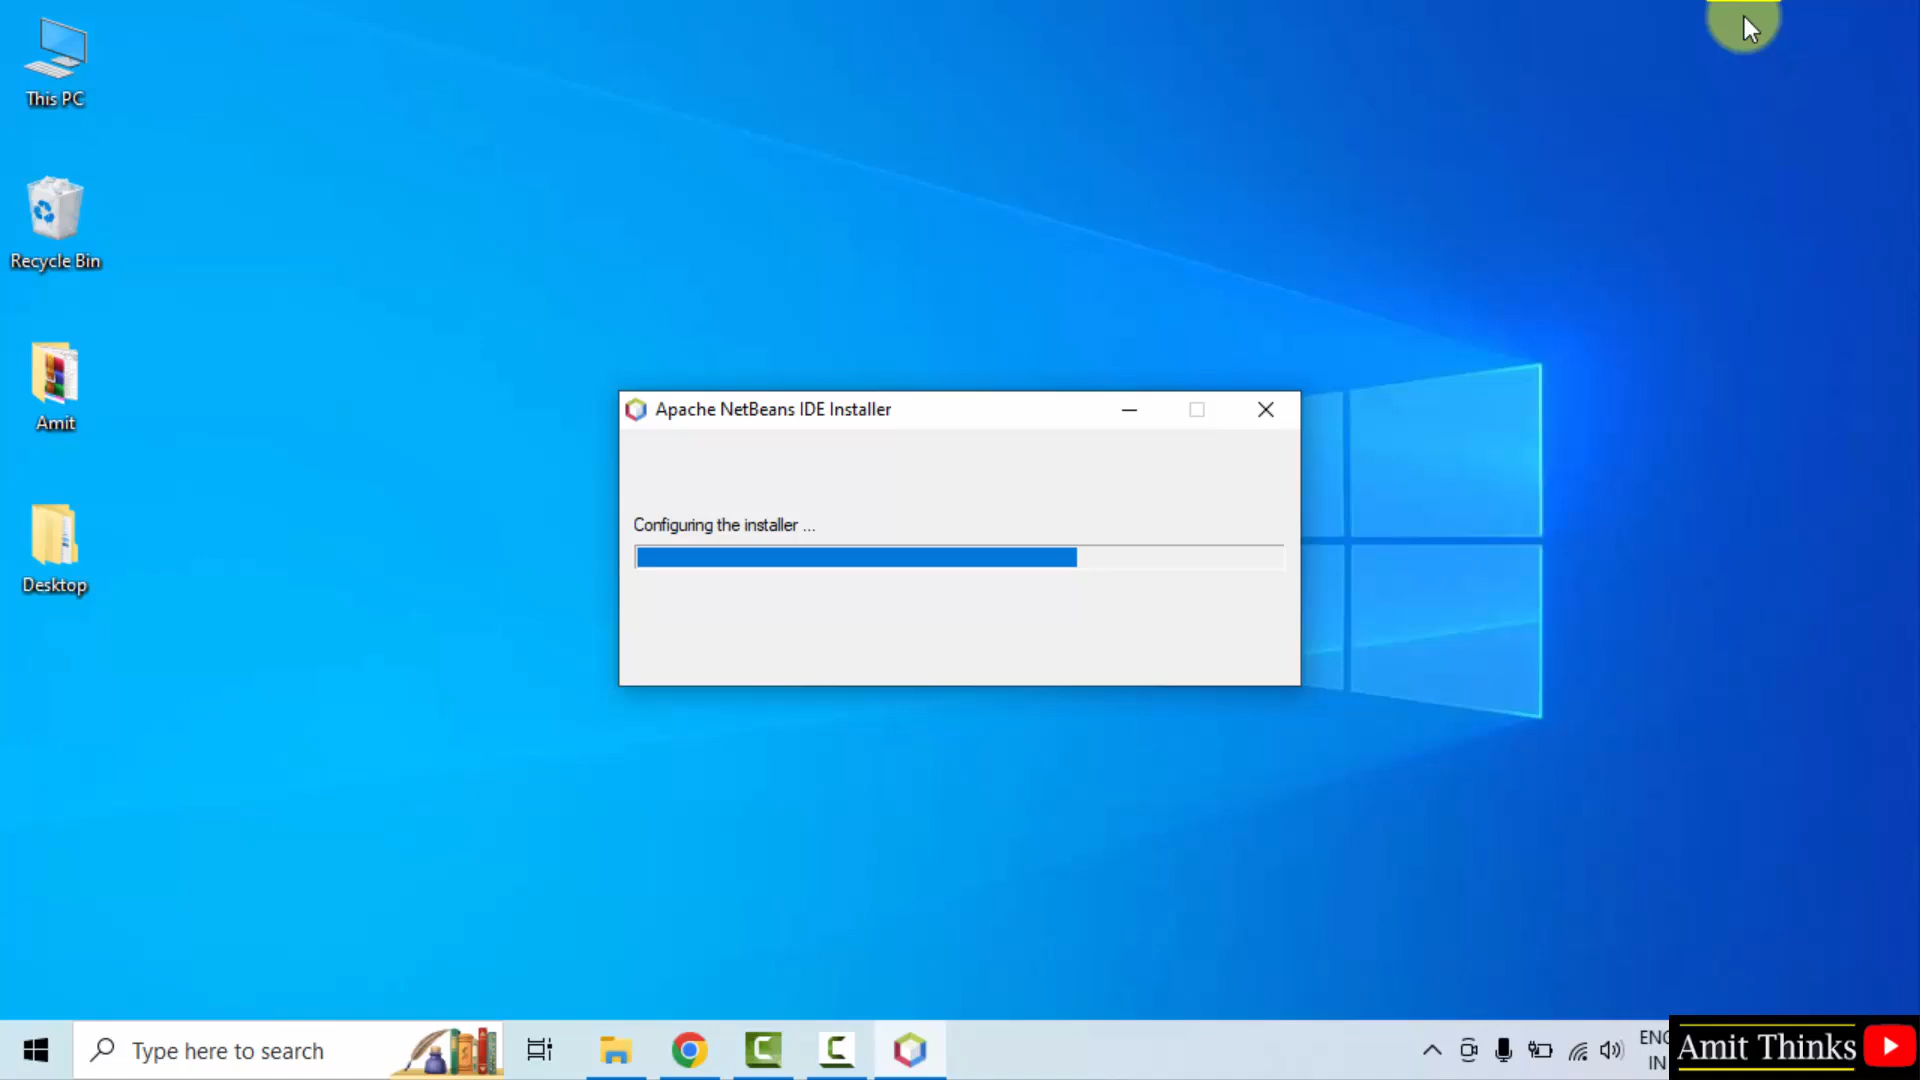 This PC
Recycle Bin
Amit
Desktop
Apache NetBeans IDE Installer
Configuring the installer ...
Type here to search
ENG
IN
Amit Thinks